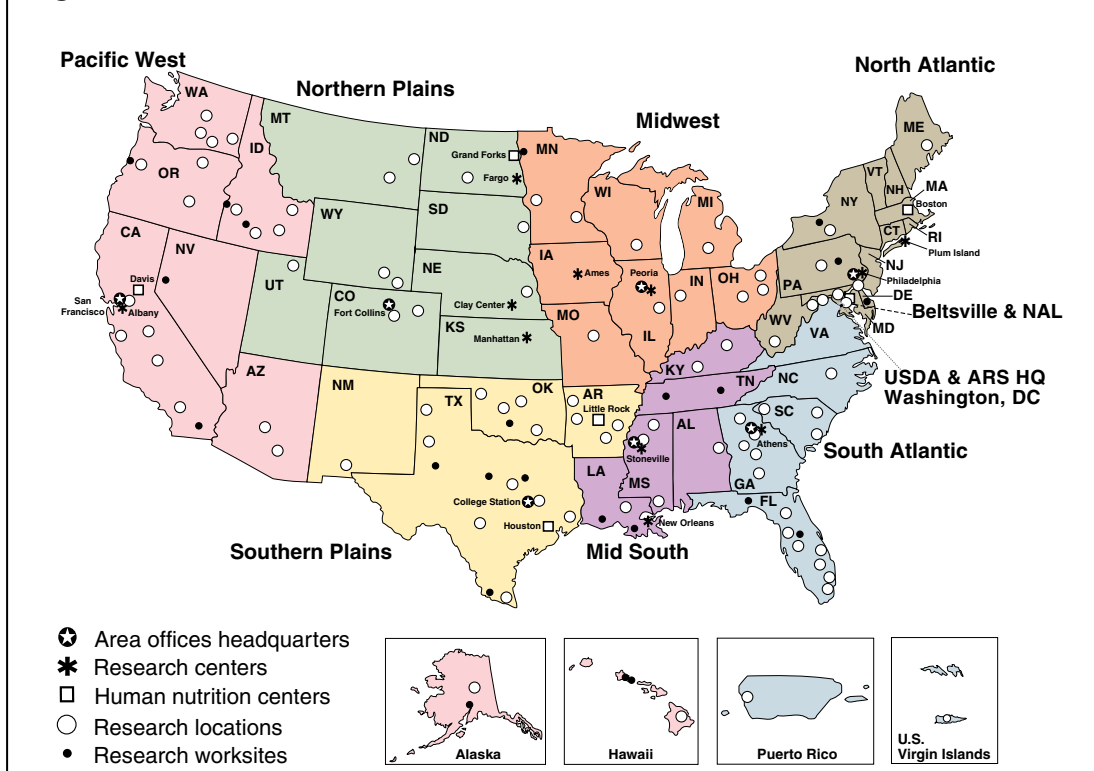 Pacific West
North Atlantic
Northern Plains
Midwest
WA
MT
ND
Grand Forks
MN
ME
ID
OR
Fargo
WI
MI
VT
NH
MA
Boston
NY
WY
SD
CA
NV
CT
RI
Plum Island
IA
Ames
NE
NJ
Philadelphia
Peoria
OH
PA
Davis
UT
CO
Fort Collins
Clay Center
IN
DE
San
Francisco
Albany
MO
Beltsville & NAL
KS
Manhattan
IL
WV
VA
MD
AZ
NM
KY
TN
NC
USDA & ARS HQ
Washington, DC
TX
OK
AR
Little Rock
SC
AL
Athens
South Atlantic
Stoneville
LA
MS
GA
FL
College Station
Houston
New Orleans
Southern Plains
Mid South
Area offices headquarters
Research centers
Human nutrition centers
Research locations
Research worksites
Alaska
Hawaii
Puerto Rico
U.S.
Virgin Islands